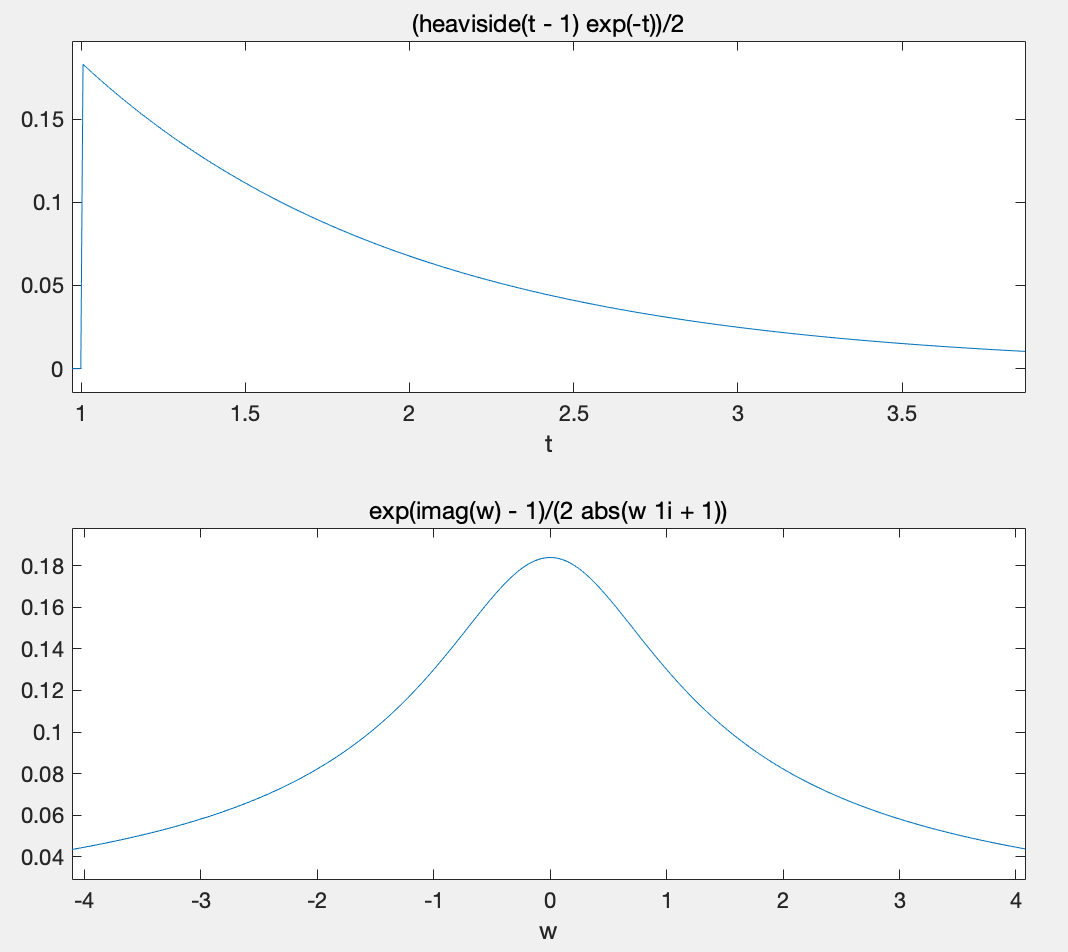 (heaviside(t - 1) exp(-t))/2
0.15
0.1
0.05
0
1 1.5 2 2.5 3 3.5
t
exp(imag(w) - 1)/(2 abs(w 1i + 1))
0.18
0.16
0.14
0.12
0.1
0.08
0.06
0.04
-4 -3 -2 -1 0 1 2 3 4
w